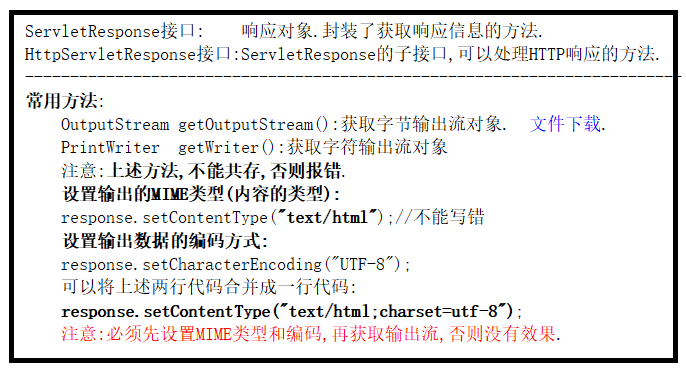 ServletResponse接口:    响应对象.封装了获取响应信息的方法.
HttpServletResponse接口:ServletResponse的子接口,可以处理HTTP响应的方法.
--------------------------------------------------------------------------
常用方法:
OutputStream getOutputStream():获取字节输出流对象.  文件下载.
PrintWriter  getWriter():获取字符输出流对象
注意:上述方法,不能共存,否则报错.
设置输出的MIME类型(内容的类型):
response.setContentType("text/html");//不能写错
设置输出数据的编码方式:
response.setCharacterEncoding("UTF-8");
可以将上述两行代码合并成一行代码:
response.setContentType("text/html;charset=utf-8");
注意:必须先设置MIME类型和编码,再获取输出流,否则没有效果.